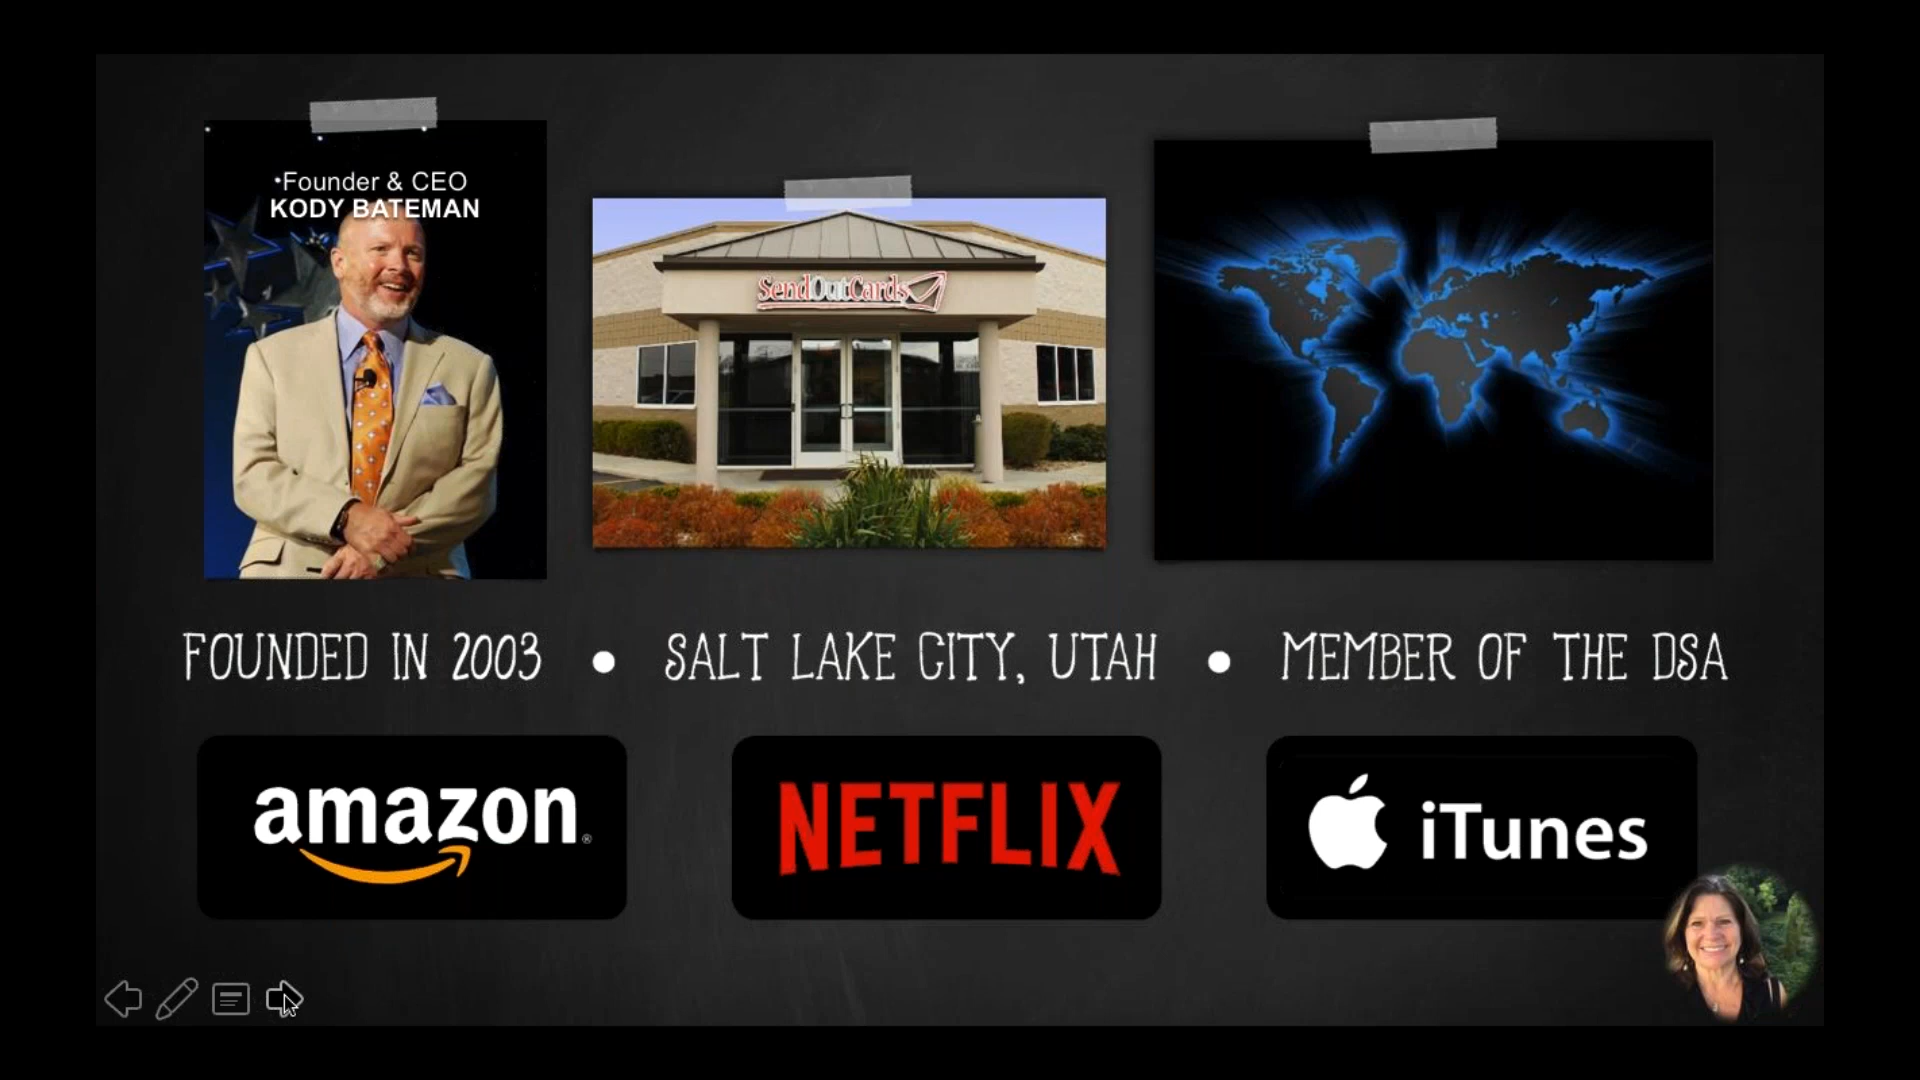 •Founder & CEO
KODY BATEMAN
SendOutCards
FOUNDED IN 2003 • SALT LAKE CITY, UTAH • MEMBER OF THE DSA
amazon®
NETFLIX
iTunes